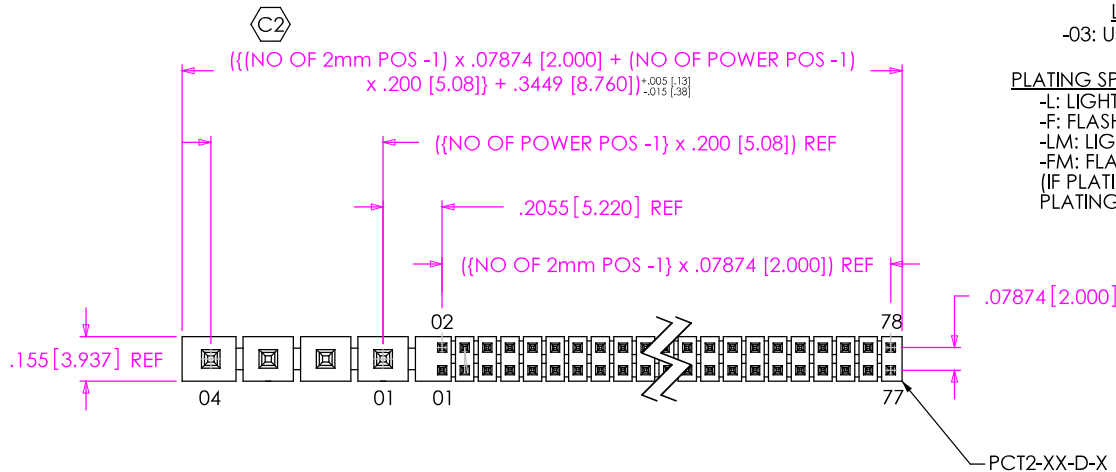 C2
L
-03: U
({(NO OF 2mm POS -1) x .07874 [2.000] + (NO OF POWER POS -1)
x .200 [5.08]} + .3449 [8.760]) +.005 [.13]
-.015 [.38]
PLATING SP
-L: LIGHT
-F: FLASH
-LM: LIG
-FM: FLA
(IF PLATI
PLATING
({NO OF POWER POS -1} x .200 [5.08]) REF
.2055 [5.220] REF
({NO OF 2mm POS -1} x .07874 [2.000]) REF
.07874 [2.000]
02
78
.155 [3.937] REF
04
01
01
77
PCT2-XX-D-X